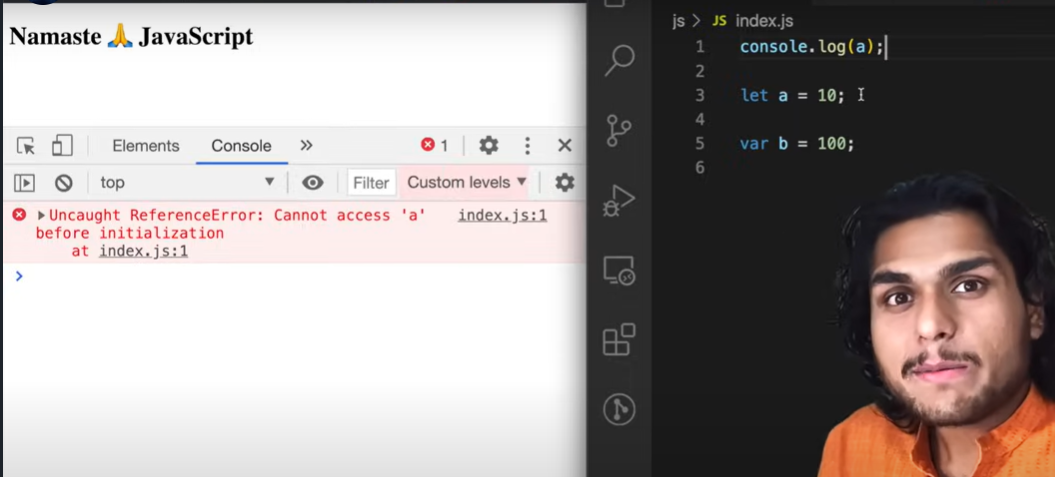 Namaste 🙏 JavaScript
Elements Console » 1
top Filter Custom levels ▼
Uncaught ReferenceError: Cannot access 'a' index.js:1
before initialization
at index.js:1
>
js > JS index.js
1 console.log(a);
2
3 let a = 10;
4
5 var b = 100;
6